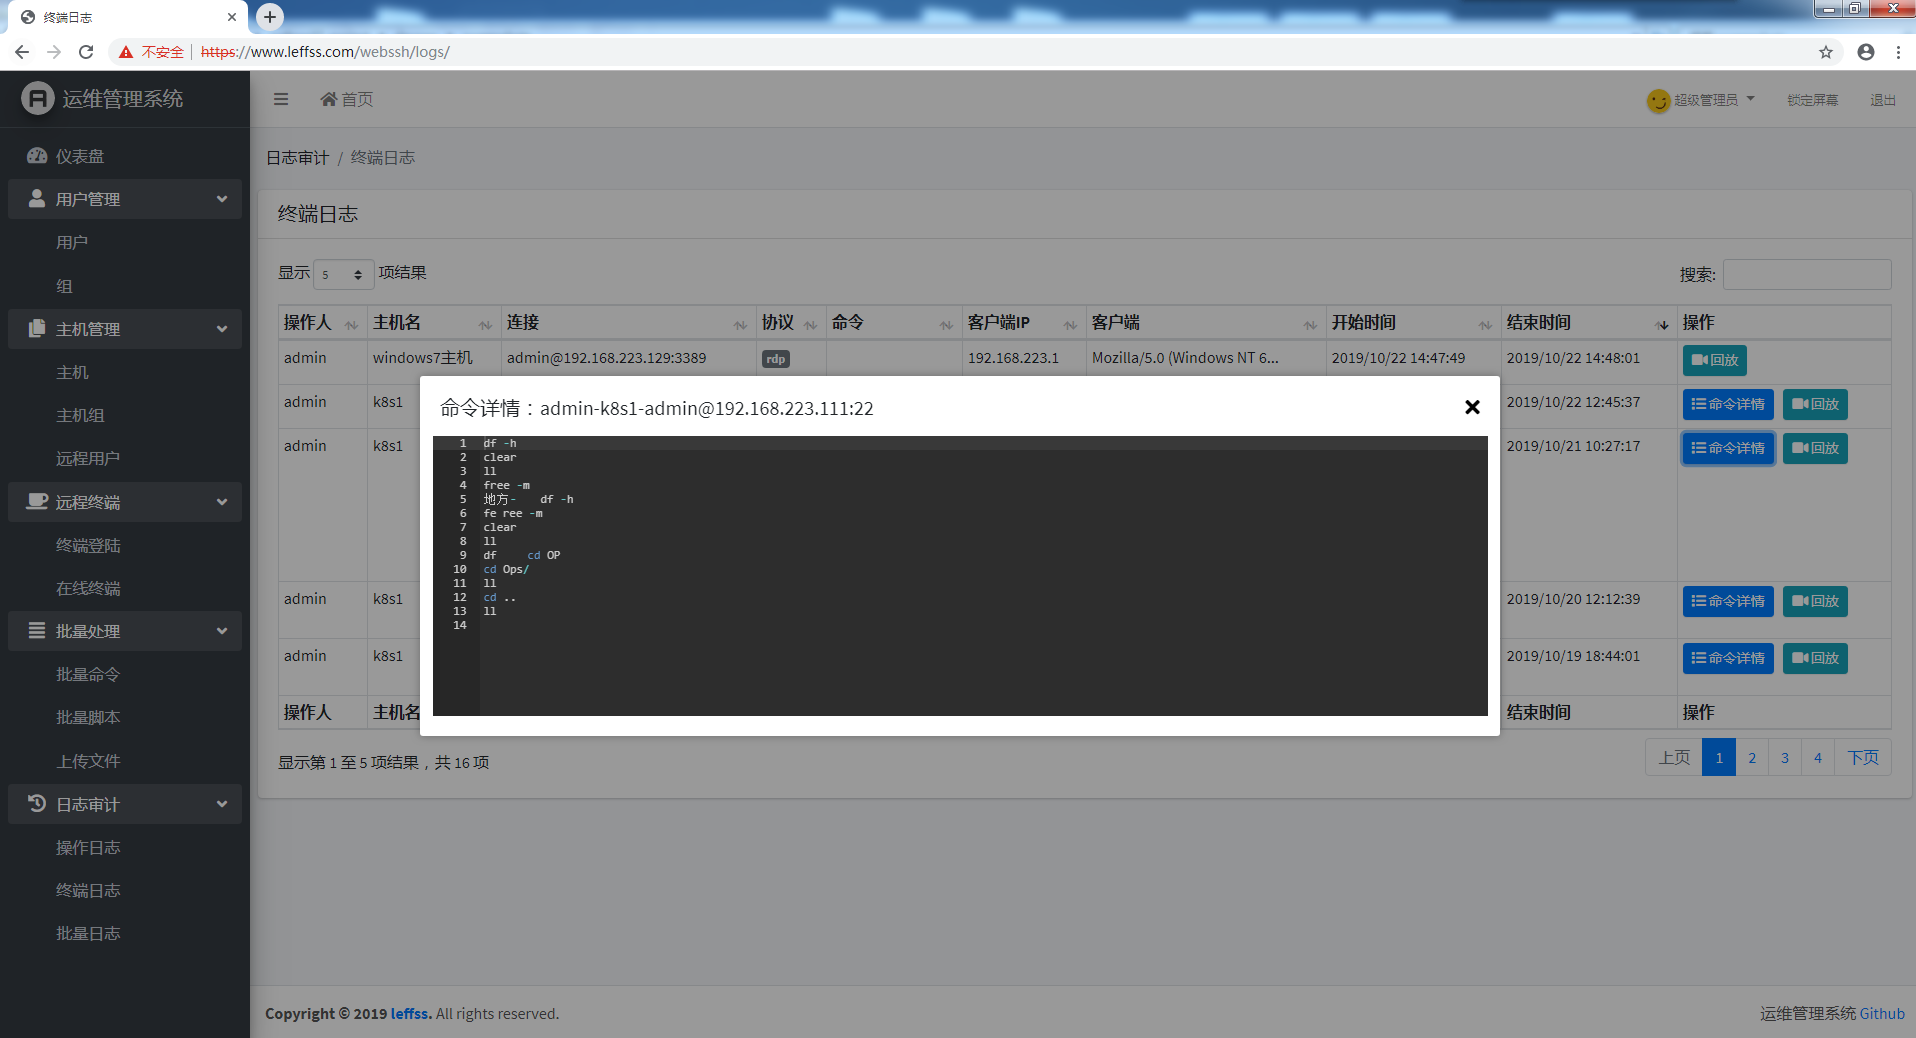 终端日志
不安全 https://www.leffss.com/webssh/logs/
运维管理系统
首页
超级管理员 锁定屏幕 退出
仪表盘
用户管理
用户
组
主机管理
主机
主机组
远程用户
远程终端
终端登陆
在线终端
批量处理
批量命令
批量脚本
上传文件
日志审计
操作日志
终端日志
批量日志
日志审计 / 终端日志
终端日志
显示 5 项结果
搜索:
操作人 主机名 连接 协议 命令 客户端IP 客户端 开始时间 结束时间 操作
admin windows7主机 admin@192.168.223.129:3389 rdp 192.168.223.1 Mozilla/5.0 (Windows NT 6... 2019/10/22 14:47:49 2019/10/22 14:48:01 回放
admin k8s1 2019/10/22 12:45:37 命令详情 回放
admin k8s1 2019/10/21 10:27:17 命令详情 回放
admin k8s1 2019/10/20 12:12:39 命令详情 回放
admin k8s1 2019/10/19 18:44:01 命令详情 回放
操作人 主机名 结束时间 操作
命令详情：admin-k8s1-admin@192.168.223.111:22
1 df -h
2 clear
3 ll
4 free -m
5 地方- df -h
6 fe ree -m
7 clear
8 ll
9 df cd OP
10 cd Ops/
11 ll
12 cd ..
13 ll
14
显示第 1 至 5 项结果，共 16 项
上页 1 2 3 4 下页
Copyright © 2019 leffss. All rights reserved.
运维管理系统 Github